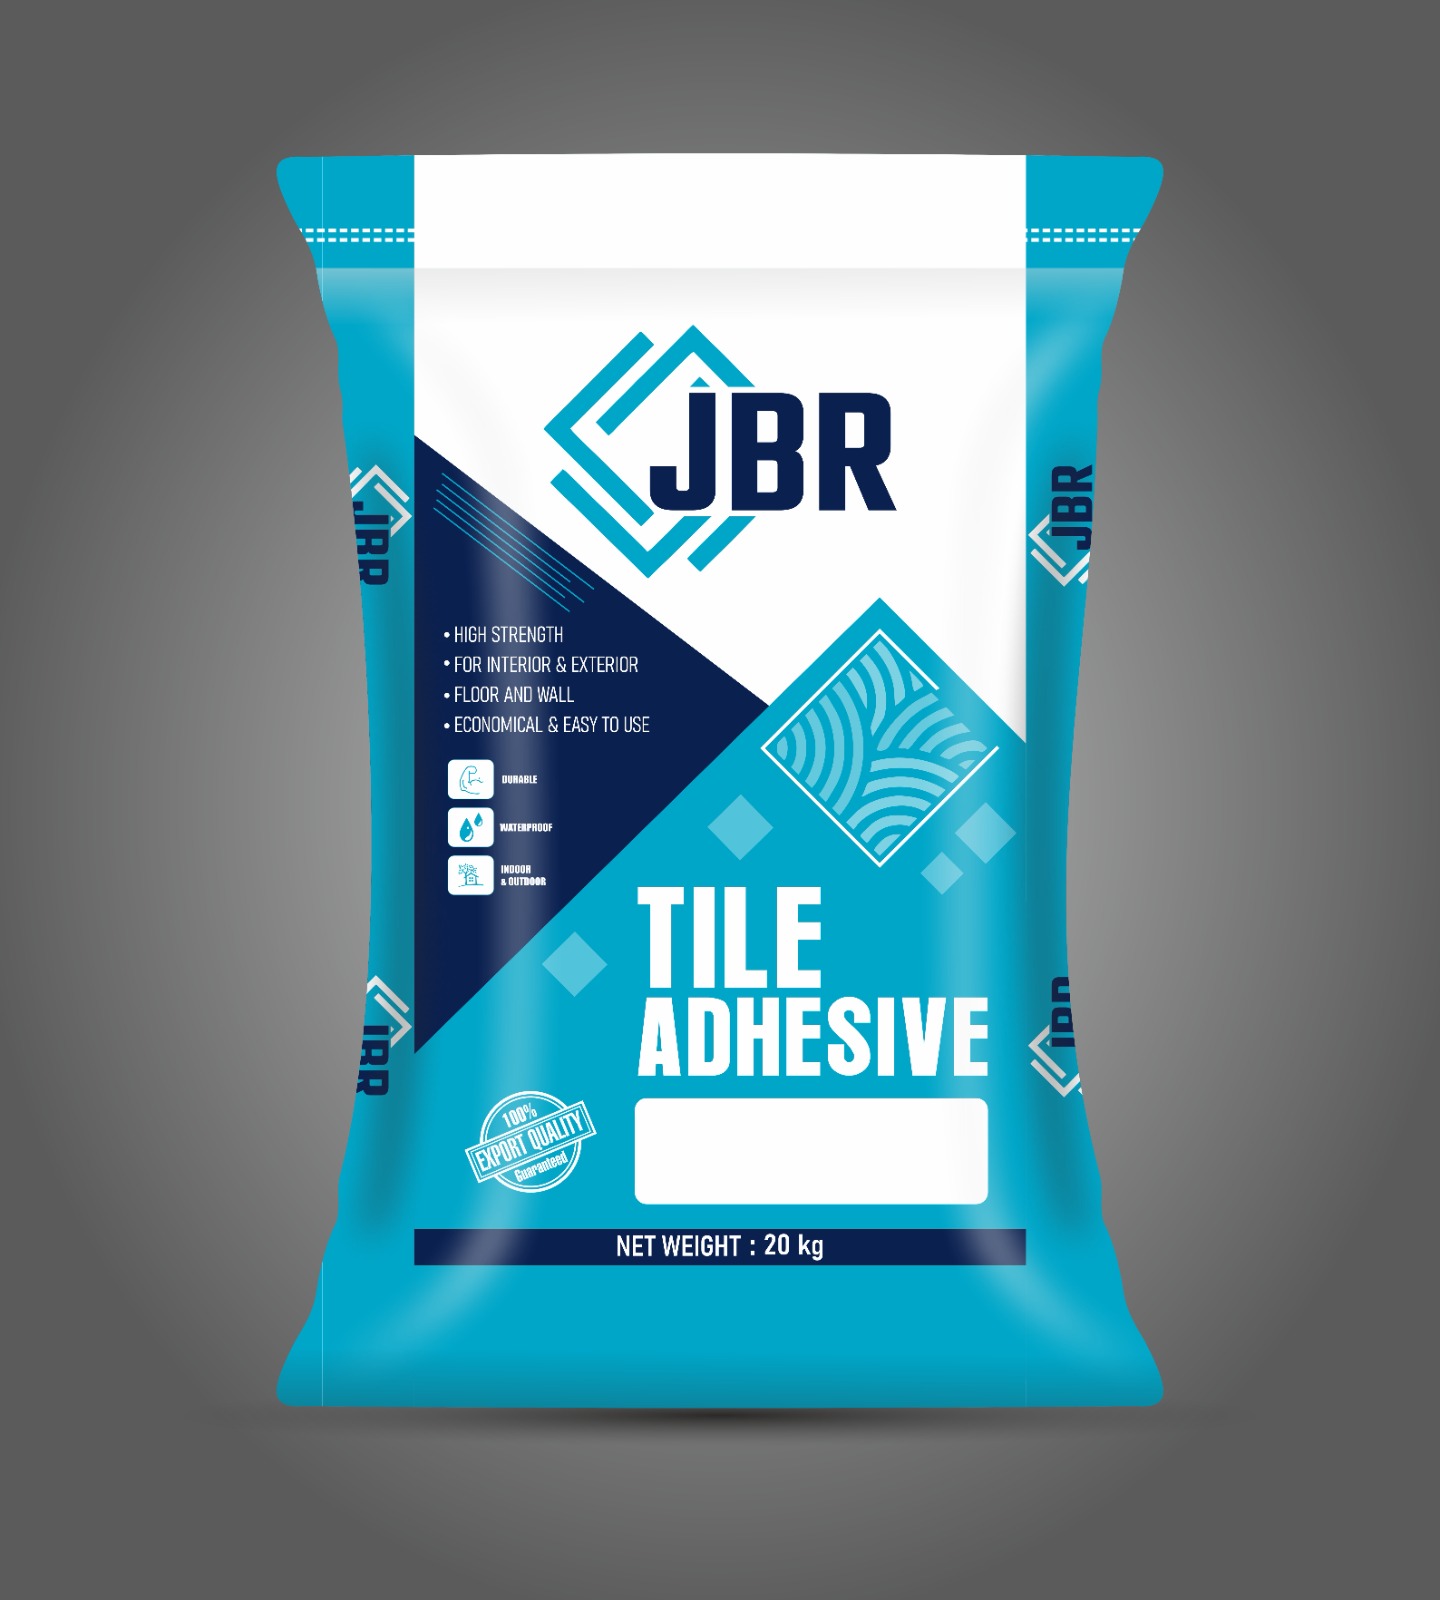 JBR
• HIGH STRENGTH
• FOR INTERIOR & EXTERIOR
• FLOOR AND WALL
• ECONOMICAL & EASY TO USE
DURABLE
WATERPROOF
INDOOR
& OUTDOOR
TILE
ADHESIVE
100%
EXPORT QUALITY
Guaranteed
NET WEIGHT : 20 kg
JBR
JBR
JBR
JBR